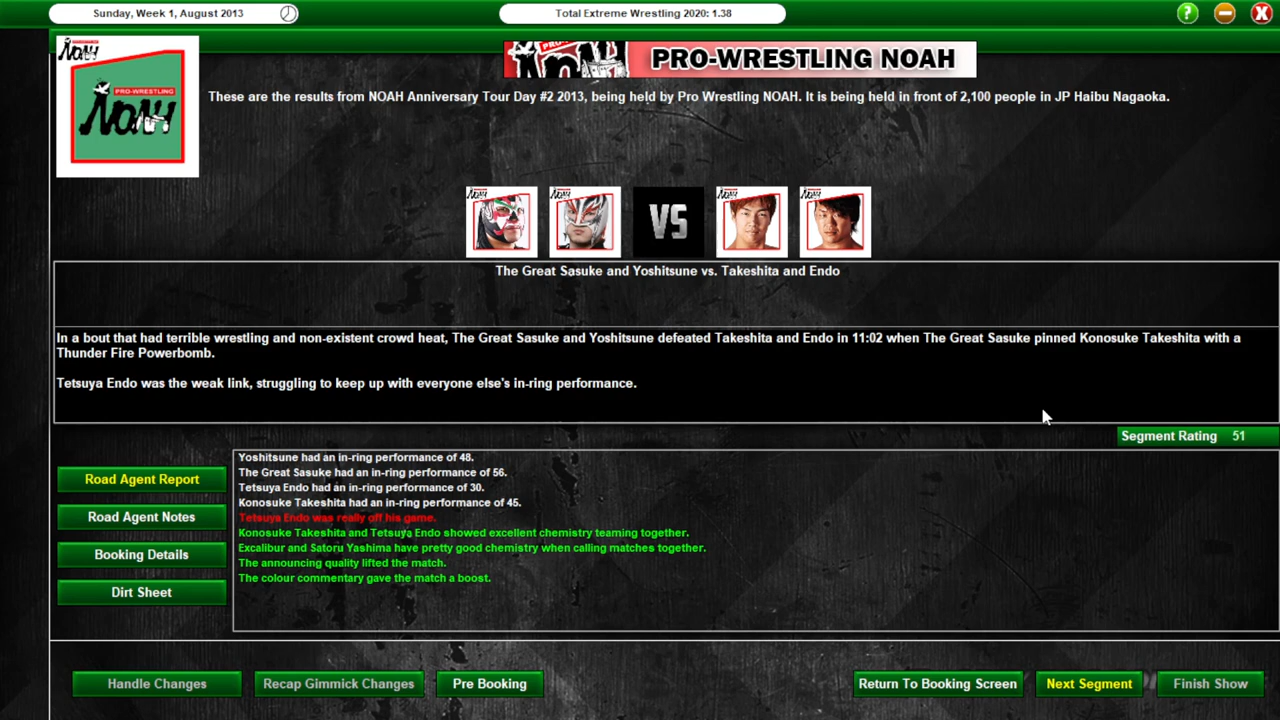 Sunday, Week 1, August 2013
Total Extreme Wrestling 2020: 1.38
NOAH
PRO-WRESTLING
NOAH
PRO-WRESTLING NOAH
These are the results from NOAH Anniversary Tour Day #2 2013, being held by Pro Wrestling NOAH. It is being held in front of 2,100 people in JP Haibu Nagaoka.
NOAH
NOAH
VS
NOAH
NOAH
The Great Sasuke and Yoshitsune vs. Takeshita and Endo
In a bout that had terrible wrestling and non-existent crowd heat, The Great Sasuke and Yoshitsune defeated Takeshita and Endo in 11:02 when The Great Sasuke pinned Konosuke Takeshita with a
Thunder Fire Powerbomb.
Tetsuya Endo was the weak link, struggling to keep up with everyone else's in-ring performance.
Segment Rating 51
Road Agent Report
Road Agent Notes
Booking Details
Dirt Sheet
Yoshitsune had an in-ring performance of 48.
The Great Sasuke had an in-ring performance of 56.
Tetsuya Endo had an in-ring performance of 30.
Konosuke Takeshita had an in-ring performance of 45.
Tetsuya Endo was really off his game.
Konosuke Takeshita and Tetsuya Endo showed excellent chemistry teaming together.
Excalibur and Satoru Yashima have pretty good chemistry when calling matches together.
The announcing quality lifted the match.
The colour commentary gave the match a boost.
Handle Changes
Recap Gimmick Changes
Pre Booking
Return To Booking Screen
Next Segment
Finish Show